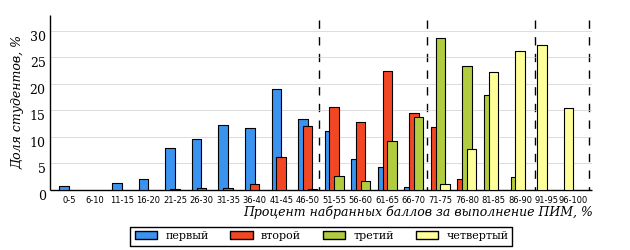 Доля студентов, %
30
25
20
15
10
5
0
0-5 6-10 11-15 16-20 21-25 26-30 31-35 36-40 41-45 46-50 51-55 56-60 61-65 66-70 71-75 76-80 81-85 86-90 91-95 96-100
Процент набранных баллов за выполнение ПИМ, %
первый второй третий четвертый